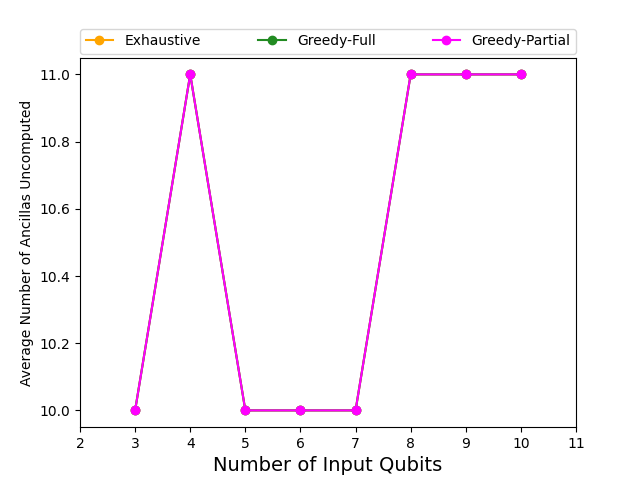 Exhaustive Greedy-Full Greedy-Partial
Average Number of Ancillas Uncomputed
11.0
10.8
10.6
10.4
10.2
10.0
2 3 4 5 6 7 8 9 10 11
Number of Input Qubits